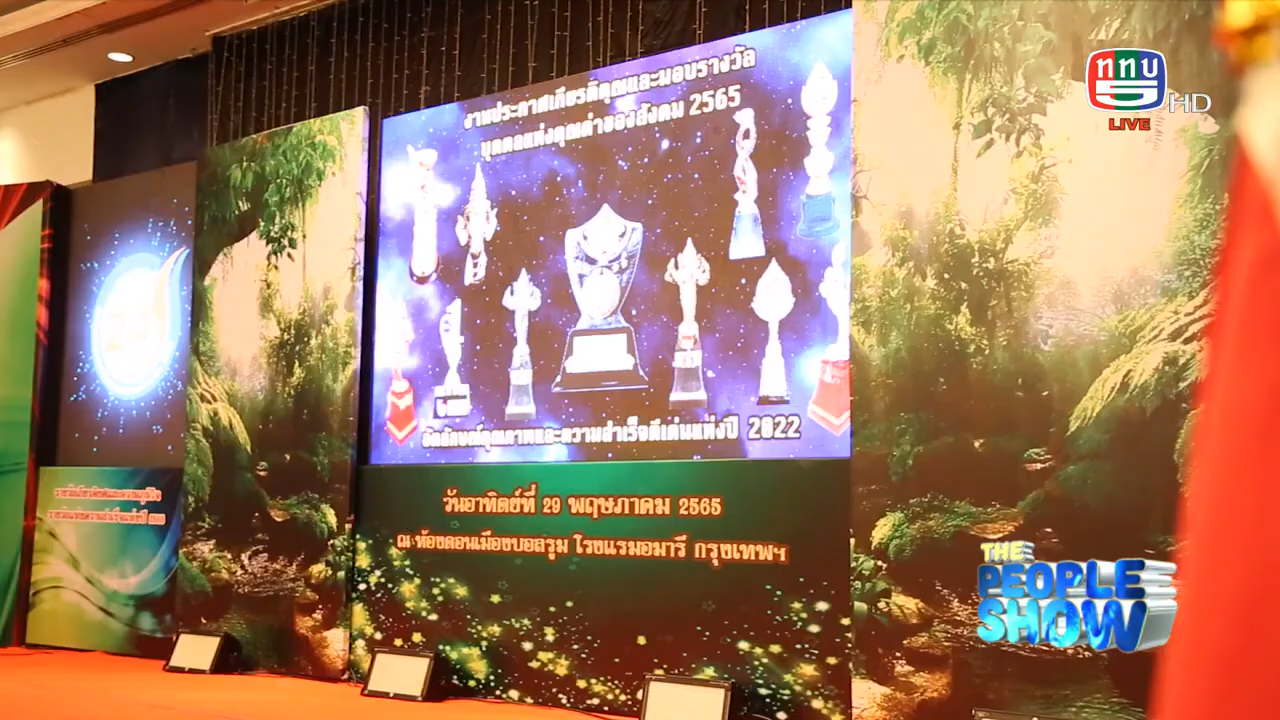 งานประกาศเกียรติคุณและมอบรางวัล
บุคคลแห่งคุณค่าของสังคม 2565
อัตลักษณ์คุณภาพและความสำเร็จดีเด่นแห่งปี 2022
วันอาทิตย์ที่ 29 พฤษภาคม 2565
ณ ห้องดอนเมืองบอลรูม โรงแรมอมารี กรุงเทพฯ
ททบ
5
HD
LIVE
THE
PEOPLE
SHOW